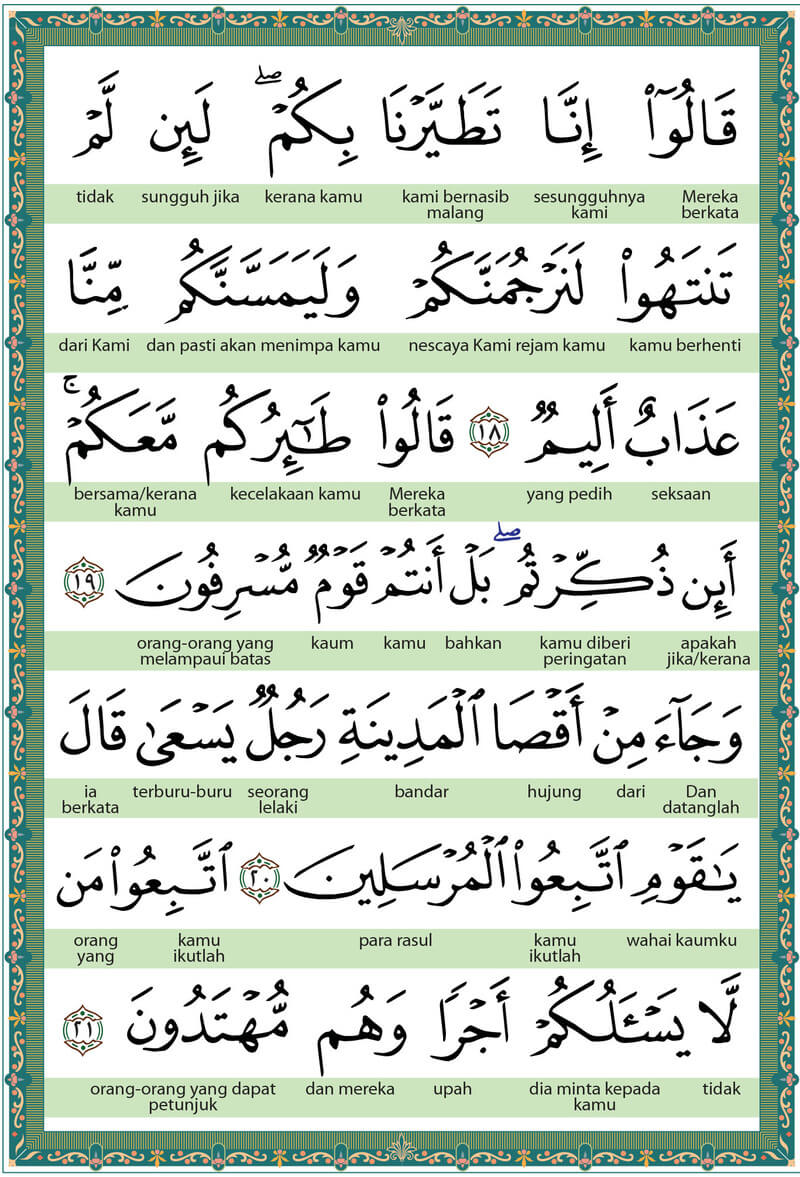 قَالُوٓا۟ إِنَّا تَطَيَّرْنَا بِكُمْ ۖ لَئِن لَّمْ
Mereka berkata sesungguhnya kami kami bernasib malang kerana kamu sungguh jika tidak
تَنتَهُوا۟ لَنَرْجُمَنَّكُمْ وَلَيَمَسَّنَّكُم مِّنَّا
kamu berhenti nescaya Kami rejam kamu dan pasti akan menimpa kamu dari Kami
عَذَابٌ أَلِيمٌ ١٨ قَالُوا۟ طَـٰٓئِرُكُم مَّعَكُمْ ۚ
seksaan yang pedih Mereka berkata kecelakaan kamu bersama/kerana kamu
أَئِن ذُكِّرْتُم ۖ بَلْ أَنتُمْ قَوْمٌ مُّسْرِفُونَ ١٩
apakah jika/kerana kamu diberi peringatan bahkan kamu kaum orang-orang yang melampaui batas
وَجَآءَ مِنْ أَقْصَا ٱلْمَدِينَةِ رَجُلٌ يَسْعَىٰ قَالَ
Dan datanglah dari hujung bandar seorang lelaki terburu-buru ia berkata
يَـٰقَوْمِ ٱتَّبِعُوا۟ ٱلْمُرْسَلِينَ ٢٠ ٱتَّبِعُوا۟ مَن
wahai kaumku kamu ikutlah para rasul kamu ikutlah orang yang
لَّا يَسْـَٔلُكُمْ أَجْرًا وَهُم مُّهْتَدُونَ ٢١
tidak dia minta kepada kamu upah dan mereka orang-orang yang dapat petunjuk